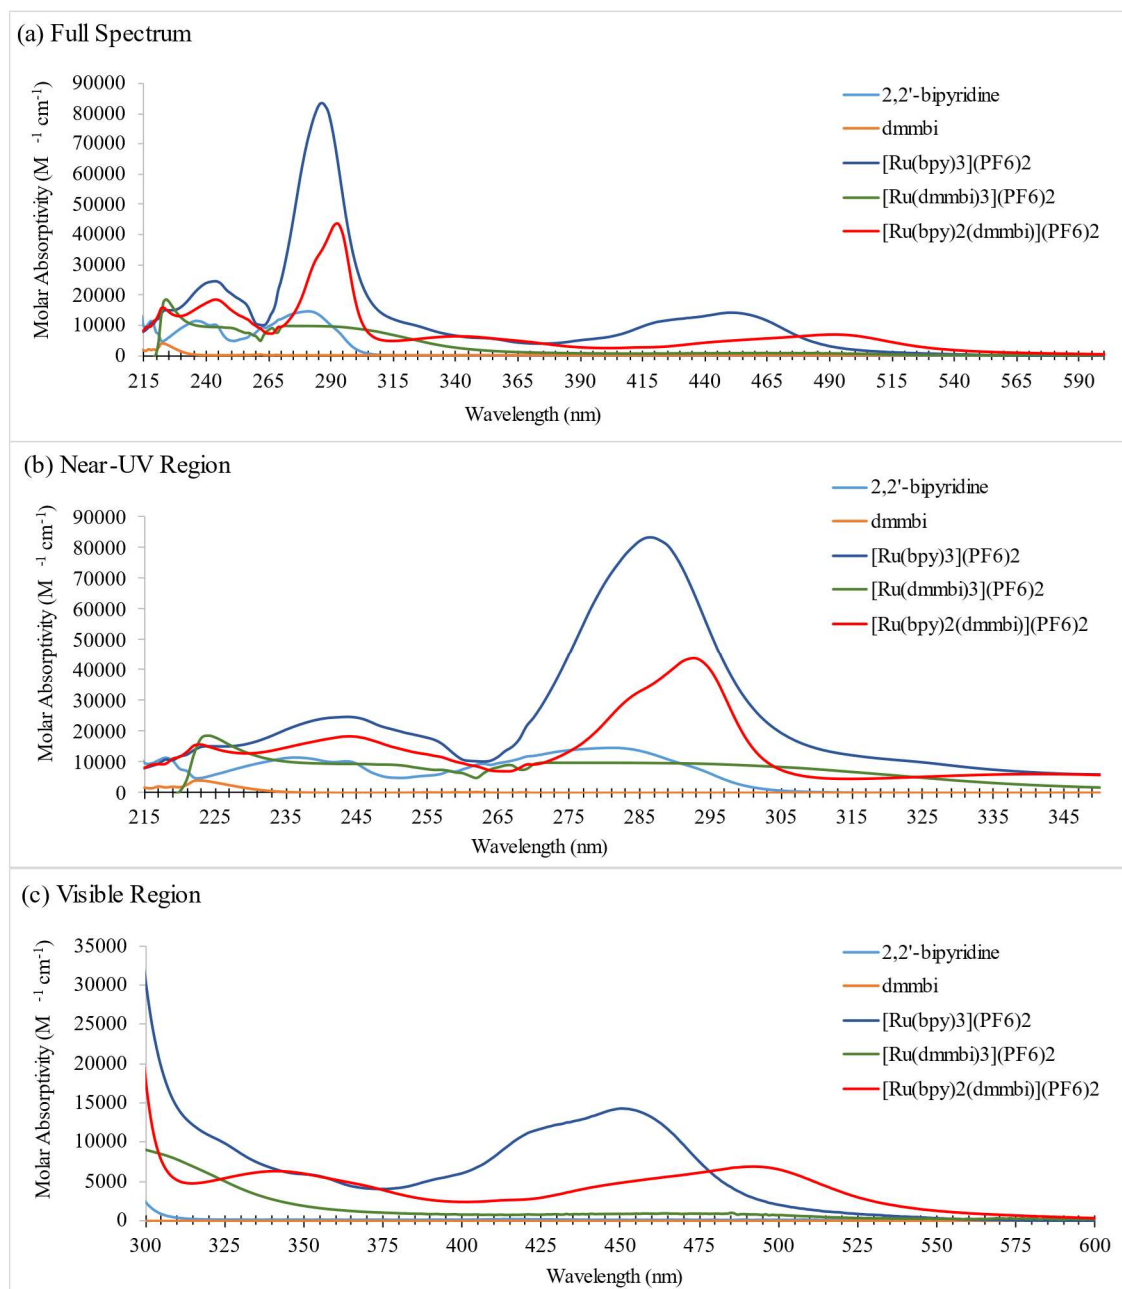 (a) Full Spectrum
90000
80000
70000
60000
50000
40000
30000
20000
10000
0
Molar Absorptivity (M -1 cm-1)
2,2'-bipyridine
dmmbi
[Ru(bpy)3](PF6)2
[Ru(dmmbi)3](PF6)2
[Ru(bpy)2(dmmbi)](PF6)2
215 240 265 290 315 340 365 390 415 440 465 490 515 540 565 590
Wavelength (nm)
(b) Near-UV Region
90000
80000
70000
60000
50000
40000
30000
20000
10000
0
Molar Absorptivity (M -1 cm-1)
2,2'-bipyridine
dmmbi
[Ru(bpy)3](PF6)2
[Ru(dmmbi)3](PF6)2
[Ru(bpy)2(dmmbi)](PF6)2
215 225 235 245 255 265 275 285 295 305 315 325 335 345
Wavelength (nm)
(c) Visible Region
35000
30000
25000
20000
15000
10000
5000
0
Molar Absorptivity (M -1 cm-1)
2,2'-bipyridine
dmmbi
[Ru(bpy)3](PF6)2
[Ru(dmmbi)3](PF6)2
[Ru(bpy)2(dmmbi)](PF6)2
300 325 350 375 400 425 450 475 500 525 550 575 600
Wavelength (nm)